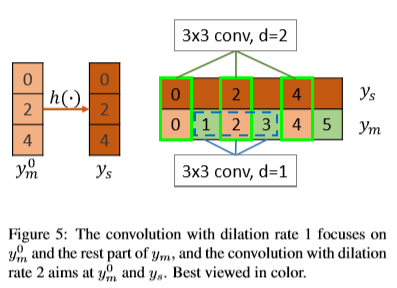 3x3 conv, d=2
0 0
2 h(·) 2
4 4
y_m^0 y_s
0 2 4 y_s
0 1 2 3 4 5 y_m
3x3 conv, d=1
Figure 5: The convolution with dilation rate 1 focuses on
y_m^0 and the rest part of y_m, and the convolution with dilation
rate 2 aims at y_m^0 and y_s. Best viewed in color.